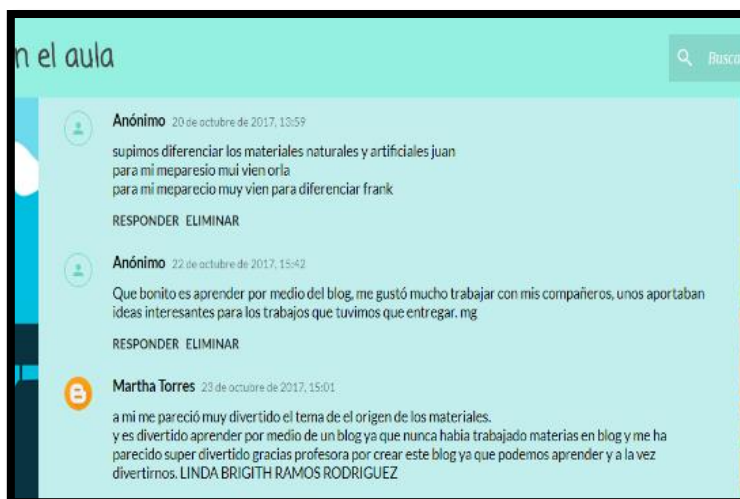 n el aula
Busca
Anónimo 20 de octubre de 2017, 13:59
supimos diferenciar los materiales naturales y artificiales juan
para mi meparesio mui vien orla
para mi meparecio muy vien para diferenciar frank
RESPONDER ELIMINAR
Anónimo 22 de octubre de 2017, 15:42
Que bonito es aprender por medio del blog, me gustó mucho trabajar con mis compañeros, unos aportaban
ideas interesantes para los trabajos que tuvimos que entregar. mg
RESPONDER ELIMINAR
Martha Torres 23 de octubre de 2017, 15:01
a mi me pareció muy divertido el tema de el origen de los materiales.
y es divertido aprender por medio de un blog ya que nunca habia trabajado materias en blog y me ha
parecido super divertido gracias profesora por crear este blog ya que podemos aprender y a la vez
divertirnos. LINDA BRIGITH RAMOS RODRIGUEZ